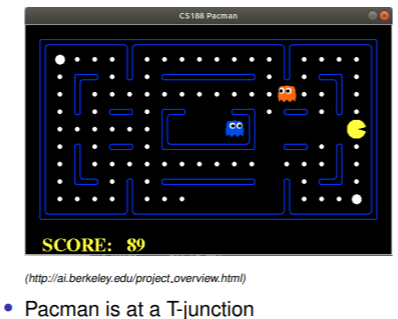 CS188 Pacman
SCORE: 89
(http://ai.berkeley.edu/project_overview.html)
• Pacman is at a T-junction